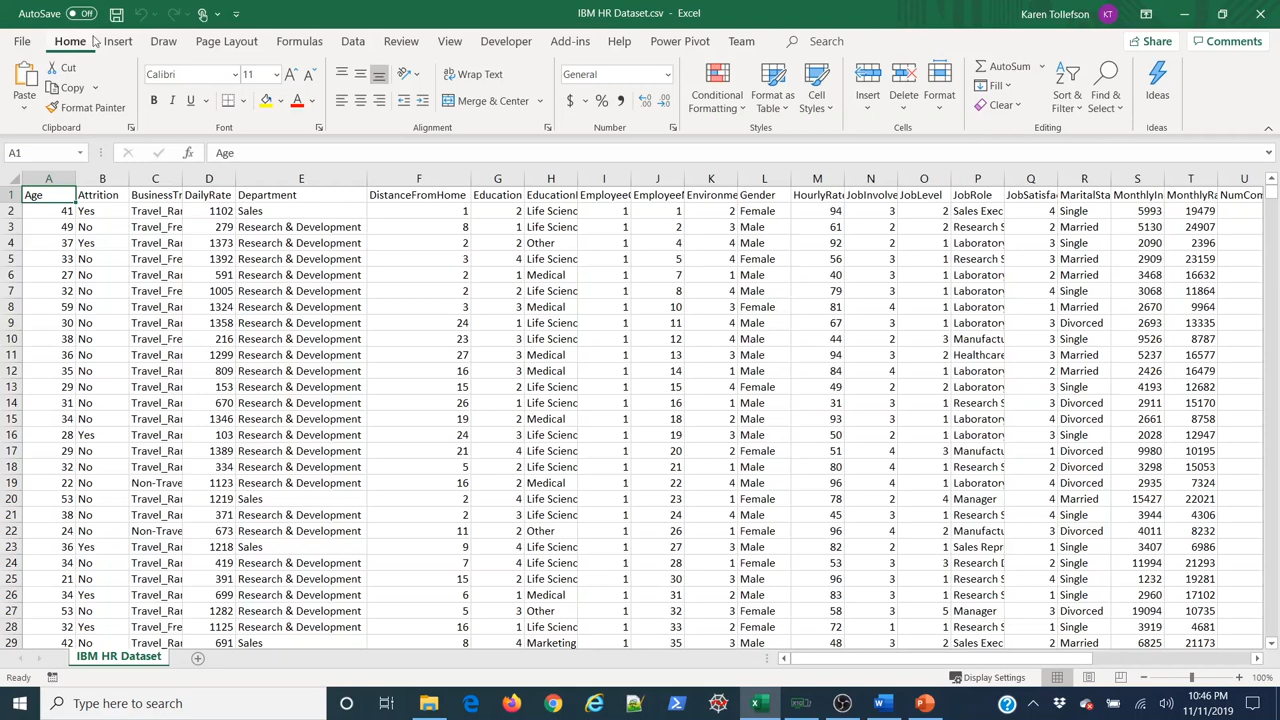 AutoSave Off IBM HR Dataset.csv - Excel Karen Tollefson KT
File Home Insert Draw Page Layout Formulas Data Review View Developer Add-ins Help Power Pivot Team Search Share Comments
Paste Cut Copy Format Painter Calibri 11 Wrap Text Merge & Center General Conditional Formatting Format as Table Cell Styles Insert Delete Format AutoSum Fill Clear Sort & Filter Find & Select Ideas
Clipboard Font Alignment Number Styles Cells Editing Ideas
A1 fx Age
A B C D E F G H I J K L M N O P Q R S T U
1 Age Attrition BusinessTr DailyRate Department DistanceFromHome Education EducationI EmployeeC EmployeeN Environme Gender HourlyRate JobInvolve JobLevel JobRole JobSatisfa MaritalSta MonthlyIn MonthlyRa NumCom
2 41 Yes Travel_Rar 1102 Sales 1 2 Life Scienc 1 1 2 Female 94 3 2 Sales Exec 4 Single 5993 19479
3 49 No Travel_Fre 279 Research & Development 8 1 Life Scienc 1 2 3 Male 61 2 2 Research S 2 Married 5130 24907
4 37 Yes Travel_Rar 1373 Research & Development 2 2 Other 1 4 4 Male 92 2 1 Laboratory 3 Single 2090 2396
5 33 No Travel_Fre 1392 Research & Development 3 4 Life Scienc 1 5 4 Female 56 3 1 Research S 3 Married 2909 23159
6 27 No Travel_Rar 591 Research & Development 2 1 Medical 1 7 1 Male 40 3 1 Laboratory 2 Married 3468 16632
7 32 No Travel_Fre 1005 Research & Development 2 2 Life Scienc 1 8 4 Male 79 3 1 Laboratory 4 Single 3068 11864
8 59 No Travel_Rar 1324 Research & Development 3 3 Medical 1 10 3 Female 81 4 1 Laboratory 1 Married 2670 9964
9 30 No Travel_Rar 1358 Research & Development 24 1 Life Scienc 1 11 4 Male 67 3 1 Laboratory 3 Divorced 2693 13335
10 38 No Travel_Fre 216 Research & Development 23 3 Life Scienc 1 12 4 Male 44 2 3 Manufactu 3 Single 9526 8787
11 36 No Travel_Rar 1299 Research & Development 27 3 Medical 1 13 3 Male 94 3 2 Healthcare 3 Married 5237 16577
12 35 No Travel_Rar 809 Research & Development 16 3 Medical 1 14 1 Male 84 4 1 Laboratory 2 Married 2426 16479
13 29 No Travel_Rar 153 Research & Development 15 2 Life Scienc 1 15 4 Female 49 2 2 Laboratory 3 Single 4193 12682
14 31 No Travel_Rar 670 Research & Development 26 1 Life Scienc 1 16 1 Male 31 3 1 Research S 3 Divorced 2911 15170
15 34 No Travel_Rar 1346 Research & Development 19 2 Medical 1 18 2 Male 93 3 1 Laboratory 4 Divorced 2661 8758
16 28 Yes Travel_Rar 103 Research & Development 24 3 Life Scienc 1 19 3 Male 50 2 1 Laboratory 3 Single 2028 12947
17 29 No Travel_Rar 1389 Research & Development 21 4 Life Scienc 1 20 2 Female 51 4 3 Manufactu 1 Divorced 9980 10195
18 32 No Travel_Rar 334 Research & Development 5 2 Life Scienc 1 21 1 Male 80 4 1 Research S 2 Divorced 3298 15053
19 22 No Non-Trave 1123 Research & Development 16 2 Medical 1 22 4 Male 96 4 1 Laboratory 4 Divorced 2935 7324
20 53 No Travel_Rar 1219 Sales 2 4 Life Scienc 1 23 1 Female 78 2 4 Manager 4 Married 15427 22021
21 38 No Travel_Rar 371 Research & Development 2 3 Life Scienc 1 24 4 Male 45 3 1 Research S 4 Single 3944 4306
22 24 No Non-Trave 673 Research & Development 11 2 Other 1 26 1 Female 96 4 2 Manufactu 3 Divorced 4011 8232
23 36 Yes Travel_Rar 1218 Sales 9 4 Life Scienc 1 27 3 Male 82 2 1 Sales Repr 1 Single 3407 6986
24 34 No Travel_Rar 419 Research & Development 7 4 Life Scienc 1 28 1 Female 53 3 3 Research D 2 Single 11994 21293
25 21 No Travel_Rar 391 Research & Development 15 2 Life Scienc 1 30 3 Male 96 3 1 Research S 4 Single 1232 19281
26 34 Yes Travel_Rar 699 Research & Development 6 1 Medical 1 31 2 Male 83 3 1 Research S 1 Single 2960 17102
27 53 No Travel_Rar 1282 Research & Development 5 3 Other 1 32 3 Female 58 3 5 Manager 3 Divorced 19094 10735
28 32 Yes Travel_Fre 1125 Research & Development 16 1 Life Scienc 1 33 2 Female 72 1 1 Research S 1 Single 3919 4681
29 42 No Travel_Rar 691 Sales 8 4 Marketing 1 35 3 Male 48 3 2 Sales Exec 2 Married 6825 21173
IBM HR Dataset
Ready Display Settings 100%
Type here to search 10:46 PM
11/11/2019